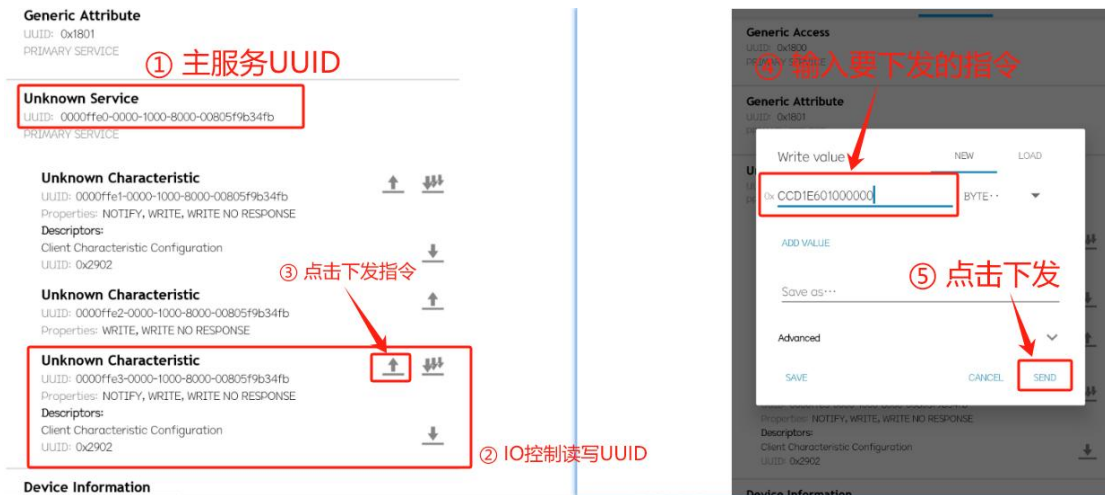 Generic Attribute
UUID: 0x1801
PRIMARY SERVICE
① 主服务UUID
Unknown Service
UUID: 0000ffe0-0000-1000-8000-00805f9b34fb
PRIMARY SERVICE
Unknown Characteristic
UUID: 0000ffe1-0000-1000-8000-00805f9b34fb
Properties: NOTIFY, WRITE, WRITE NO RESPONSE
Descriptors:
Client Characteristic Configuration
UUID: 0x2902
③ 点击下发指令
Unknown Characteristic
UUID: 0000ffe2-0000-1000-8000-00805f9b34fb
Properties: WRITE, WRITE NO RESPONSE
Unknown Characteristic
UUID: 0000ffe3-0000-1000-8000-00805f9b34fb
Properties: NOTIFY, WRITE, WRITE NO RESPONSE
Descriptors:
Client Characteristic Configuration
UUID: 0x2902
② IO控制读写UUID
Device Information
Generic Access
UUID: 0x1800
PRIMARY SERVICE
④ 输入要下发的指令
Generic Attribute
UUID: 0x1801
PRIMARY SERVICE
Write value
NEW
LOAD
0x CCD1E601000000
BYTE··
ADD VALUE
⑤ 点击下发
Save as···
Advanced
SAVE
CANCEL
SEND
Properties: NOTIFY, WRITE, WRITE NO RESPONSE
Descriptors:
Client Characteristic Configuration
UUID: 0x2902
Device Information